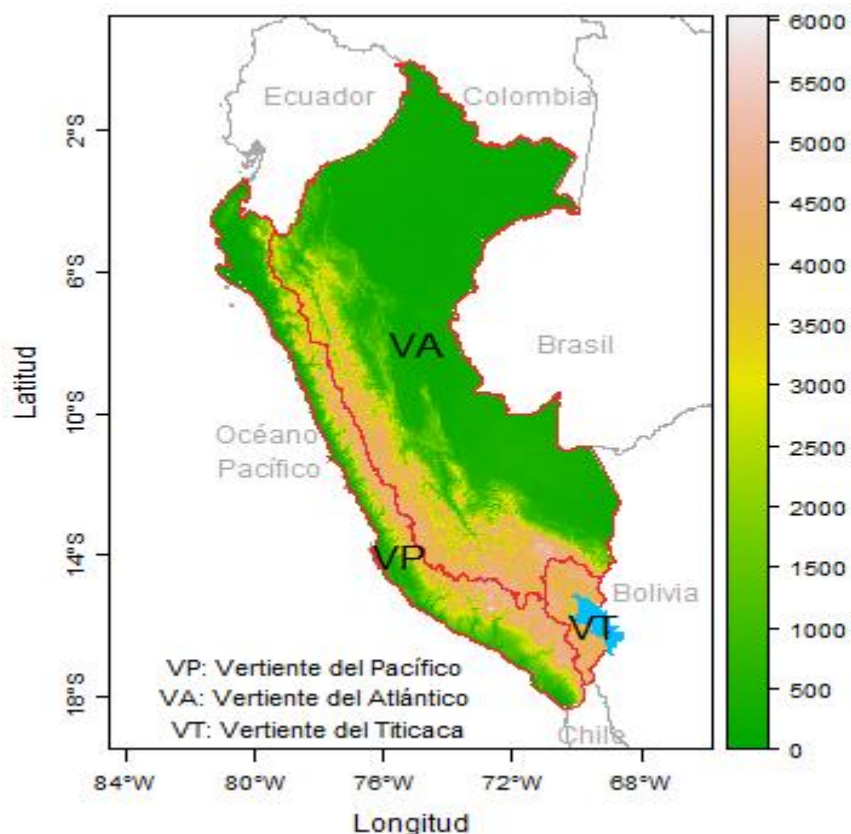 6000
Ecuador
Colombia
5500
2°S
5000
4500
4000
6°S
3500
VA
Brasil
3000
Latitud
10°S
Océano
Pacífico
2500
2000
14°S
VP
1500
Bolivia
VT
1000
VP: Vertiente del Pacífico
VA: Vertiente del Atlántico
18°S
500
VT: Vertiente del Titicaca
Chile
0
84°W 80°W 76°W 72°W 68°W
Longitud